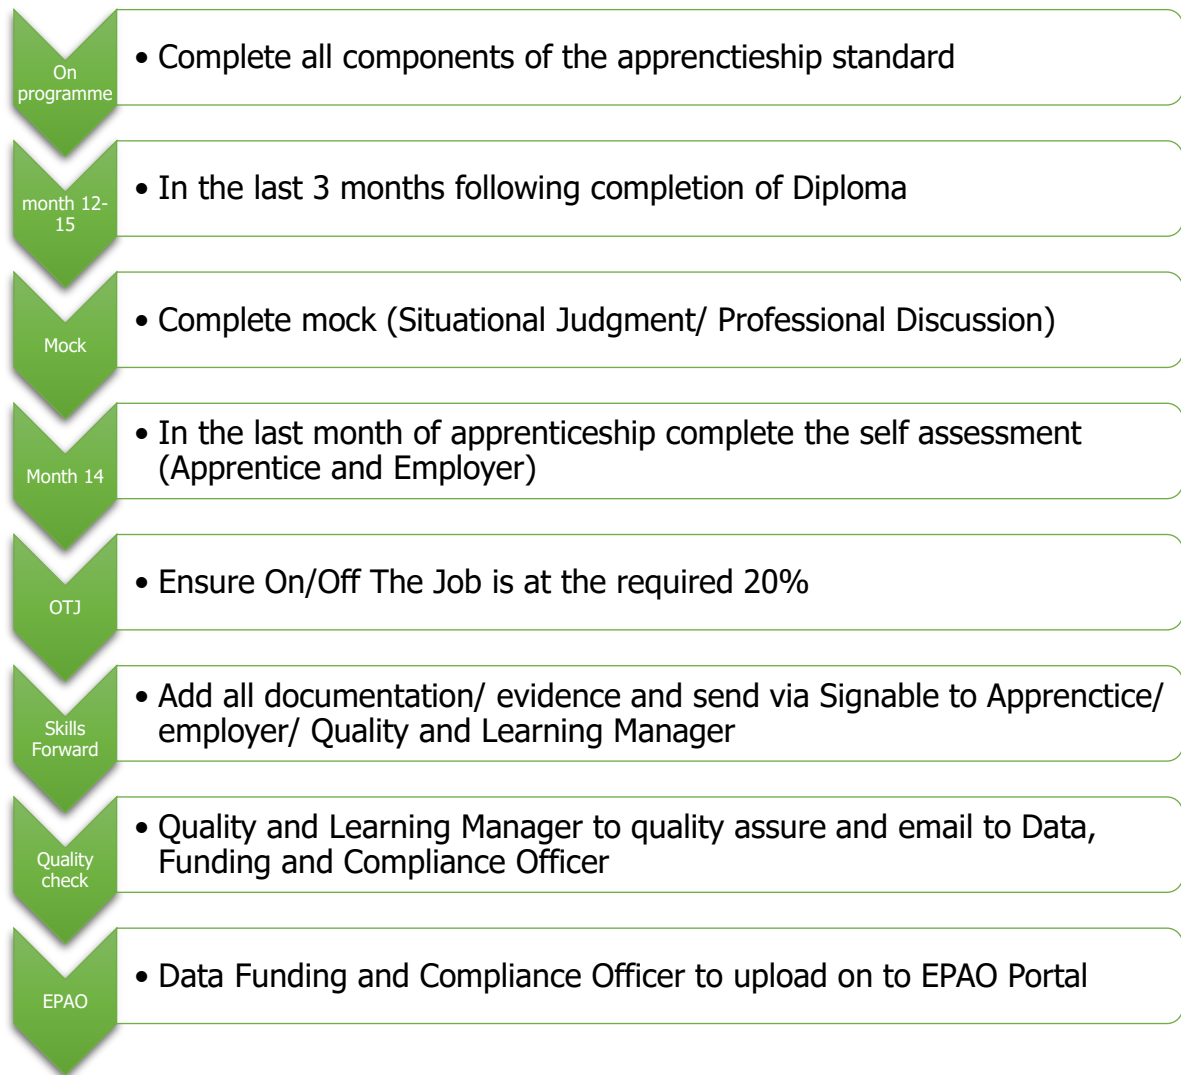 On
programme
• Complete all components of the apprenctieship standard
month 12-
15
• In the last 3 months following completion of Diploma
Mock
• Complete mock (Situational Judgment/ Professional Discussion)
Month 14
• In the last month of apprenticeship complete the self assessment
(Apprentice and Employer)
OTJ
• Ensure On/Off The Job is at the required 20%
Skills
Forward
• Add all documentation/ evidence and send via Signable to Apprenctice/
employer/ Quality and Learning Manager
Quality
check
• Quality and Learning Manager to quality assure and email to Data,
Funding and Compliance Officer
EPAO
• Data Funding and Compliance Officer to upload on to EPAO Portal